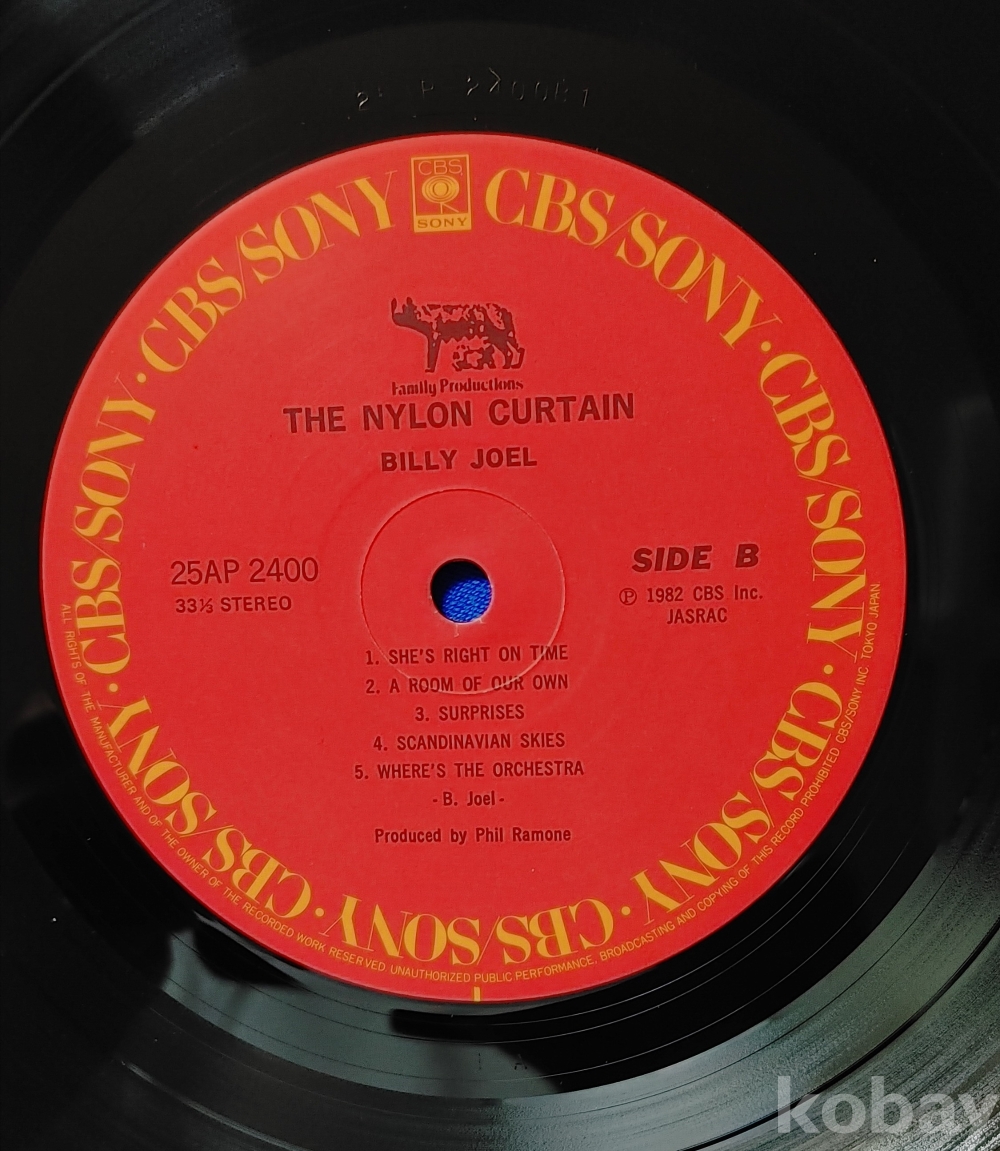 CBS
SONY
CBS/SONY · CBS/SONY · CBS/SONY · CBS/SONY · CBS/SONY · CBS/SONY · CBS/SONY · CBS/SONY
Family Productions
THE NYLON CURTAIN
BILLY JOEL
25AP 2400
33⅓ STEREO
SIDE B
Ⓟ 1982 CBS Inc.
JASRAC
1. SHE'S RIGHT ON TIME
2. A ROOM OF OUR OWN
3. SURPRISES
4. SCANDINAVIAN SKIES
5. WHERE'S THE ORCHESTRA
- B. Joel -
Produced by Phil Ramone
ALL RIGHTS OF THE MANUFACTURER AND OF THE OWNER OF THE RECORDED WORK RESERVED UNAUTHORIZED PUBLIC PERFORMANCE, BROADCASTING AND COPYING OF THIS RECORD PROHIBITED CBS/SONY INC TOKYO JAPAN
kobay